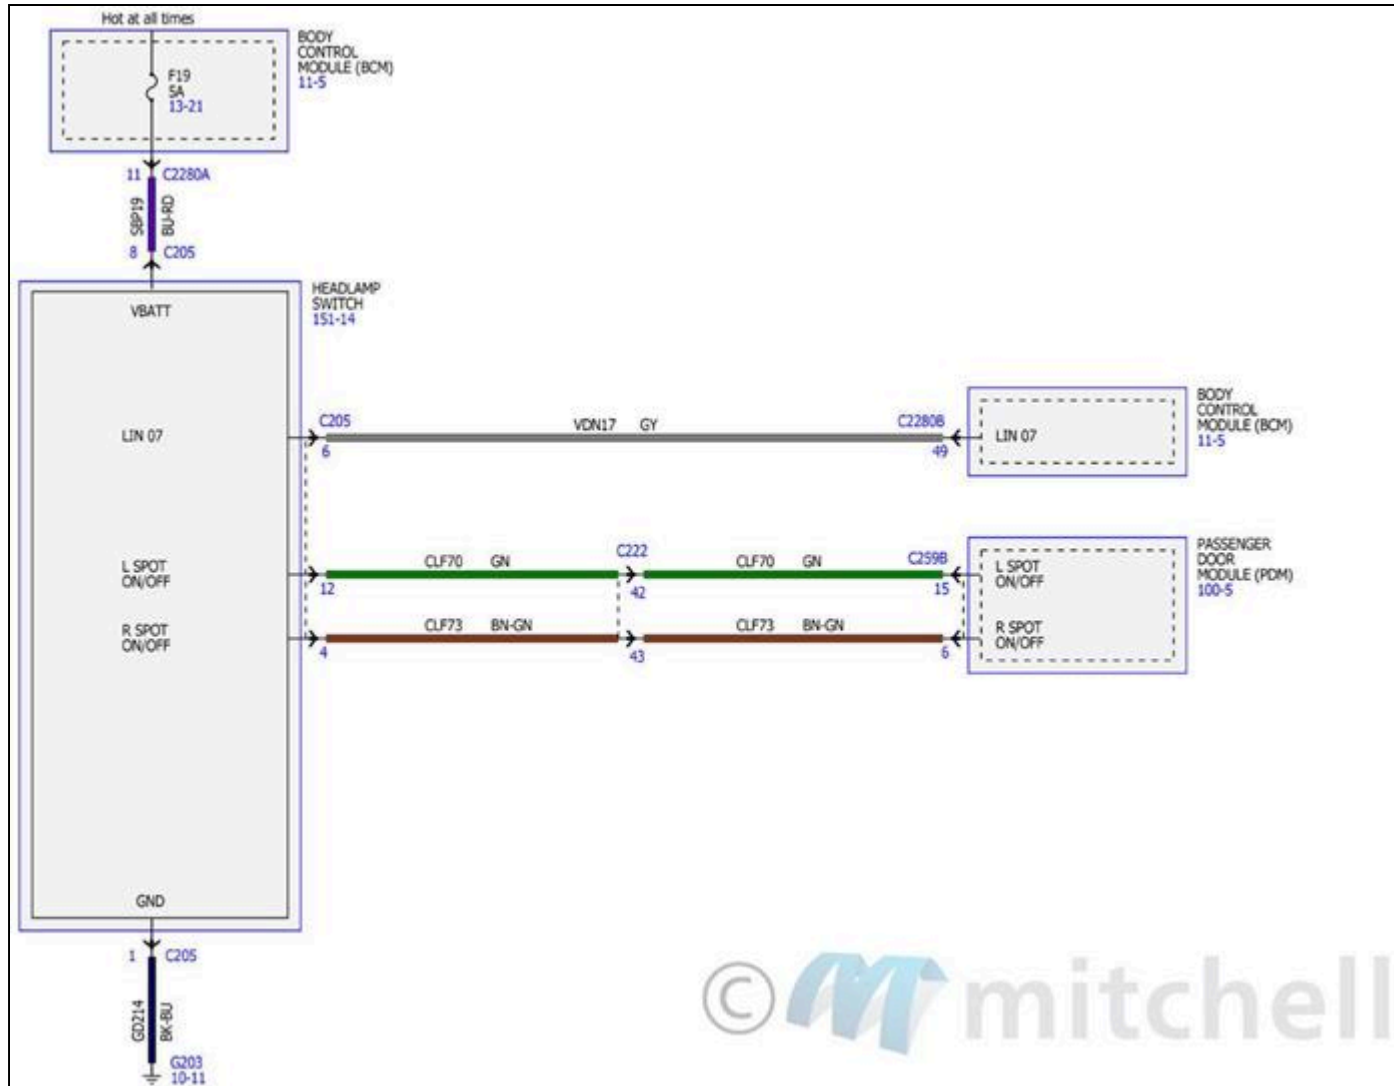 Hot at all times
BODY
CONTROL
MODULE (BCM)
11-5
F19
5A
13-21
11 C2280A
SBP19
BU-RD
8 C205
HEADLAMP
SWITCH
151-14
VBATT
LIN 07
C205
6
VDN17 GY
C2280B
49
LIN 07
BODY
CONTROL
MODULE (BCM)
11-5
L SPOT
ON/OFF
12
CLF70 GN
C222
42
CLF70 GN
C259B
15
L SPOT
ON/OFF
PASSENGER
DOOR
MODULE (PDM)
100-5
R SPOT
ON/OFF
4
CLF73 BN-GN
43
CLF73 BN-GN
6
R SPOT
ON/OFF
GND
1 C205
GD214
BK-BU
G203
10-11
© M mitchell